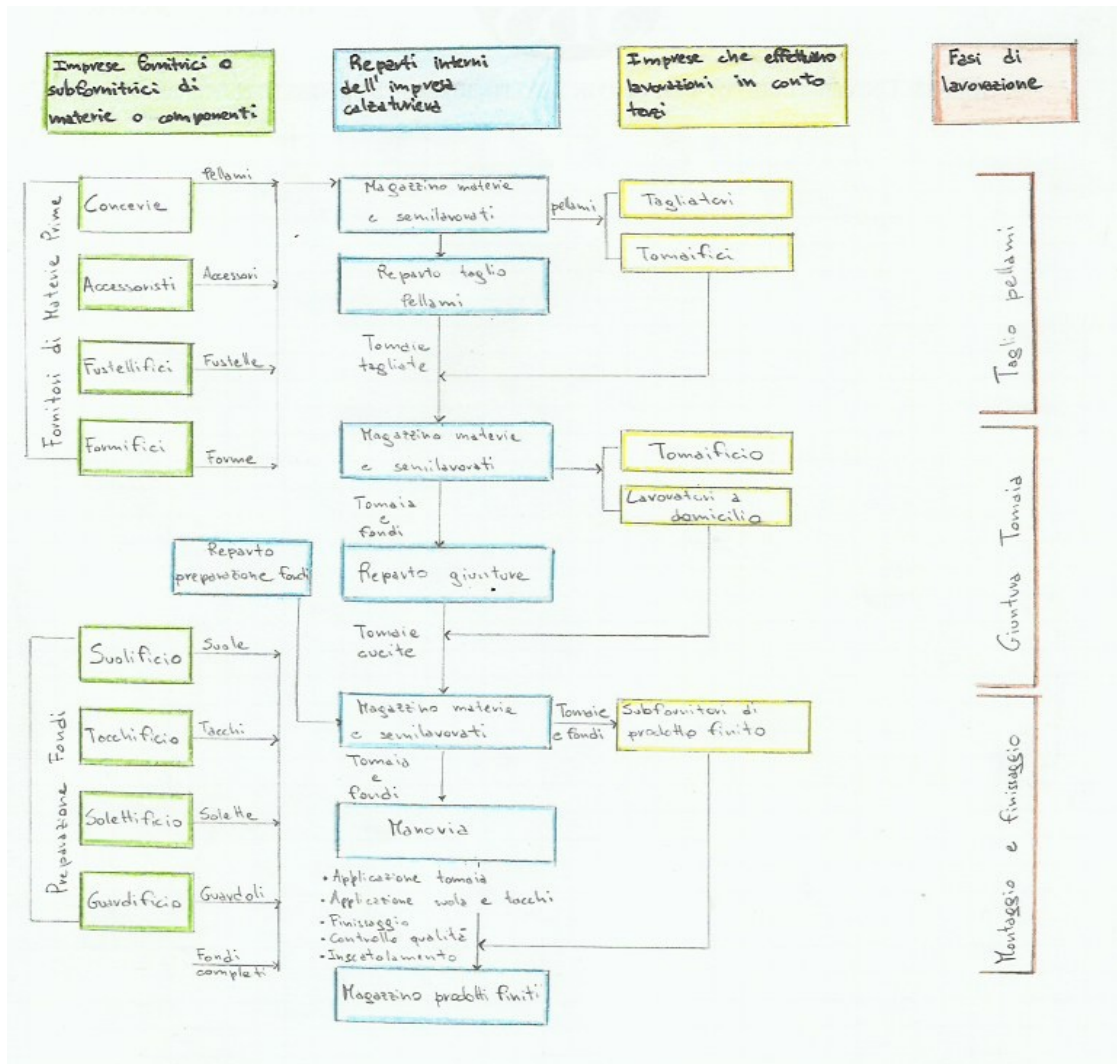 Imprese fornitrici o
subfornitrici di
materie o componenti
Reparti interni
dell'impresa
calzaturiera
Imprese che effettuano
lavorazioni in conto
terzi
Fasi di
lavorazione
Fornitori di Materie Prime
Concerie
Pellami
Accessoristi
Accessori
Fustellifici
Fustelle
Formifici
Forme
Magazzino materie
e semilavorati
pelami
Tagliatori
Tomaifici
Reparto taglio
Pellami
Tomaie
tagliate
Taglio pellami
Magazzino materie
e semilavorati
Tomaificio
Lavoratori a
domicilio
Tomaia
e
fondi
Reparto
preparazione fondi
Reparto giunture
Tomaie
cucite
Giuntura Tomaia
Preparazione Fondi
Suolificio
Suole
Tacchificio
Tacchi
Solettificio
Solette
Guardificio
Guardoli
Fondi
completi
Magazzino materie
e semilavorati
Tomaie
e fondi
Subfornitori di
prodotto finito
Tomaia
e
fondi
Manovia
• Applicazione tomaia
• Applicazione suola e tacchi
• Finissaggio
• Controllo qualità
• Inscatolamento
Magazzino prodotti finiti
Montaggio e finissaggio